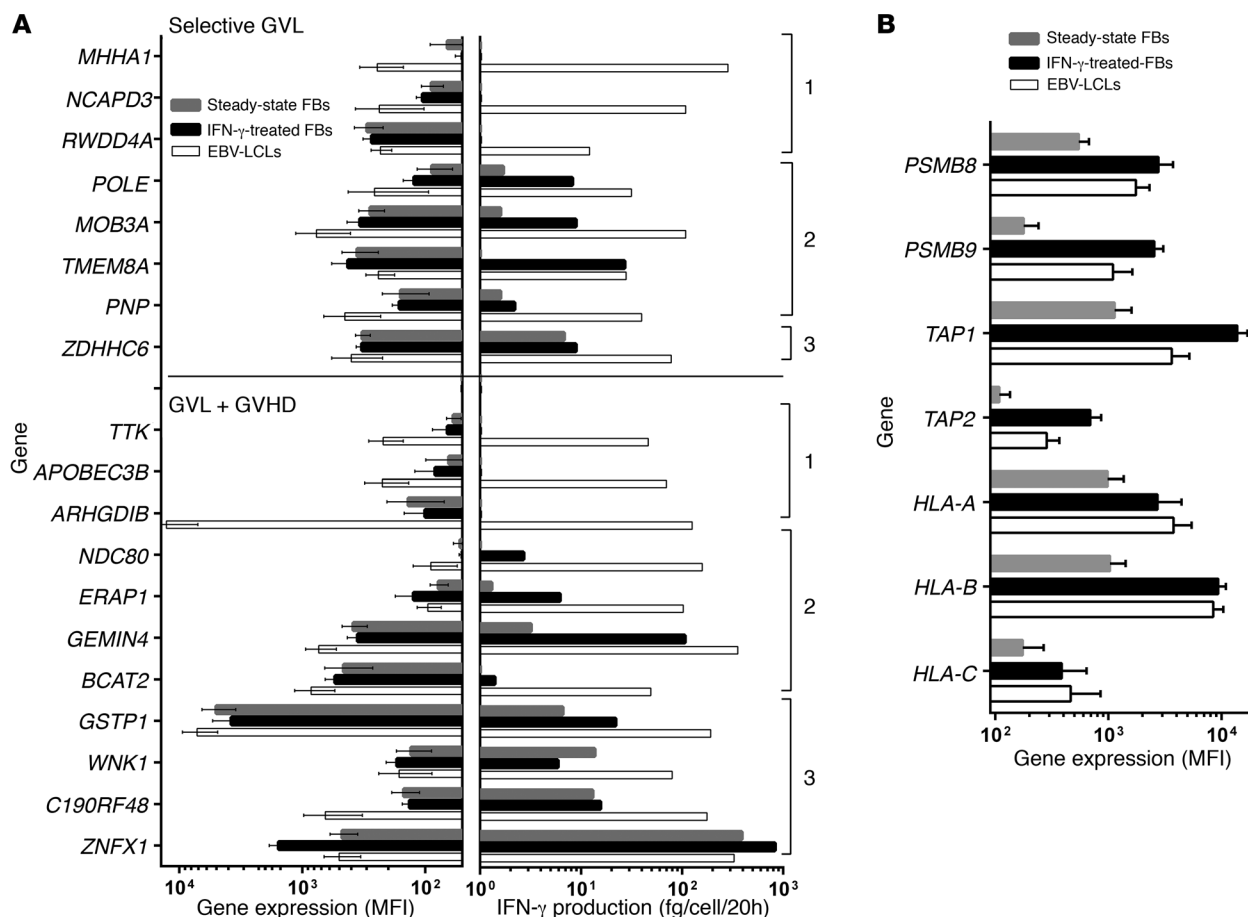 A
Selective GVL
MHHA1
NCAPD3
RWDD4A
POLE
MOB3A
TMEM8A
PNP
ZDHHC6
Steady-state FBs
IFN-γ-treated FBs
EBV-LCLs
1
2
3
GVL + GVHD
Gene
TTK
APOBEC3B
ARHGDIB
NDC80
ERAP1
GEMIN4
BCAT2
GSTP1
WNK1
C190RF48
ZNFX1
1
2
3
10⁴ 10³ 10² 10⁰ 10¹ 10² 10³
Gene expression (MFI) IFN-γ production (fg/cell/20h)
B
Steady-state FBs
IFN-γ-treated-FBs
EBV-LCLs
Gene
PSMB8
PSMB9
TAP1
TAP2
HLA-A
HLA-B
HLA-C
10² 10³ 10⁴
Gene expression (MFI)